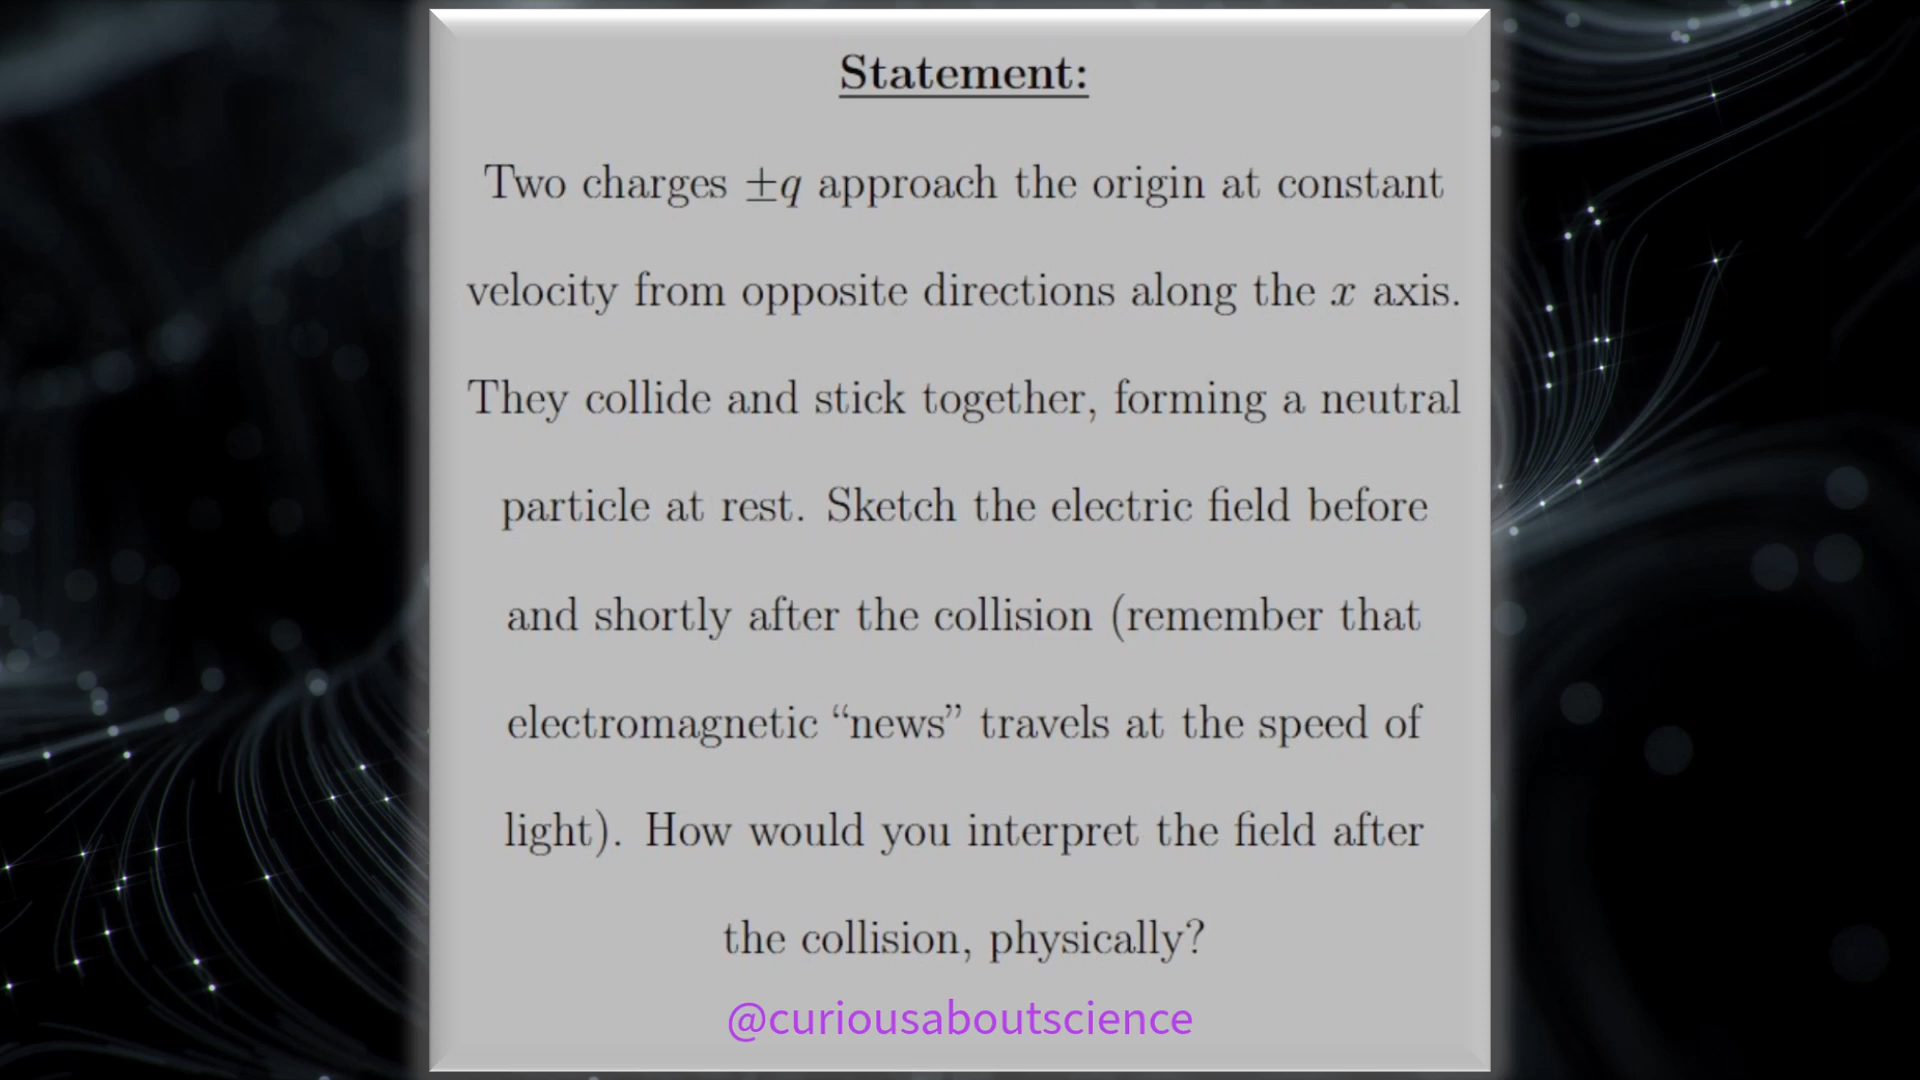 Statement:
Two charges ±q approach the origin at constant
velocity from opposite directions along the x axis.
They collide and stick together, forming a neutral
particle at rest. Sketch the electric field before
and shortly after the collision (remember that
electromagnetic “news” travels at the speed of
light). How would you interpret the field after
the collision, physically?
@curiousaboutscience